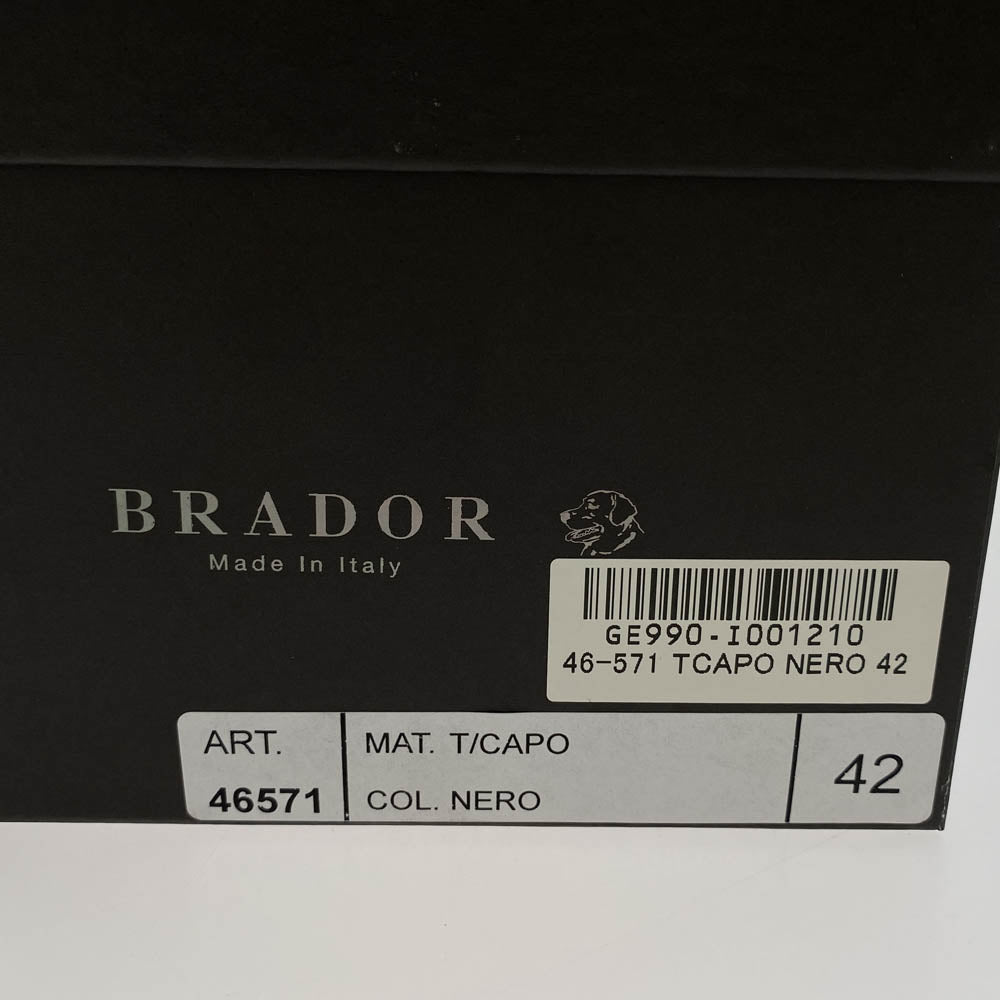 BRADOR
Made In Italy
GE990-I001210
46-571 TCAPO NERO 42
ART.
46571
MAT. T/CAPO
COL. NERO
42